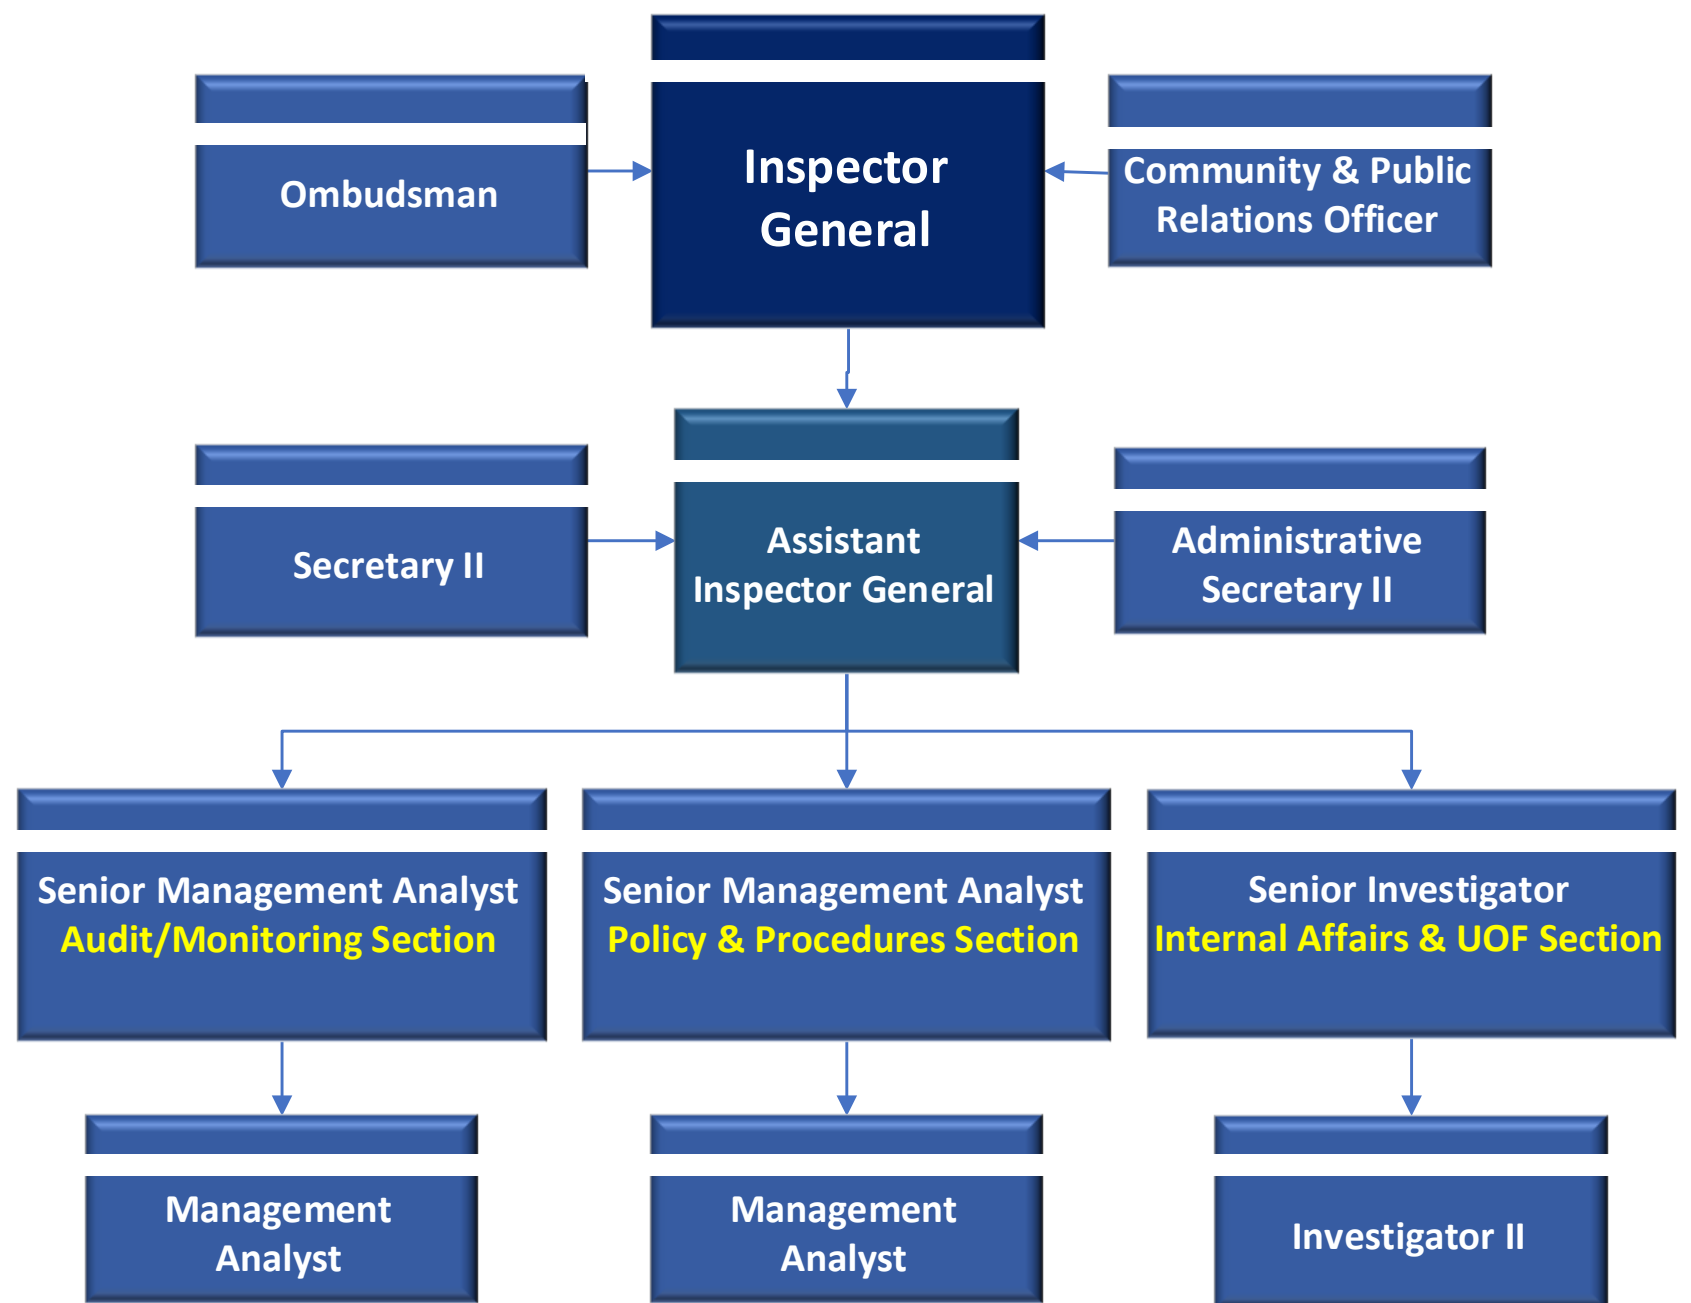 Inspector
General
Ombudsman
Community & Public
Relations Officer
Assistant
Inspector General
Secretary II
Administrative
Secretary II
Senior Management Analyst
Audit/Monitoring Section
Senior Management Analyst
Policy & Procedures Section
Senior Investigator
Internal Affairs & UOF Section
Management
Analyst
Management
Analyst
Investigator II